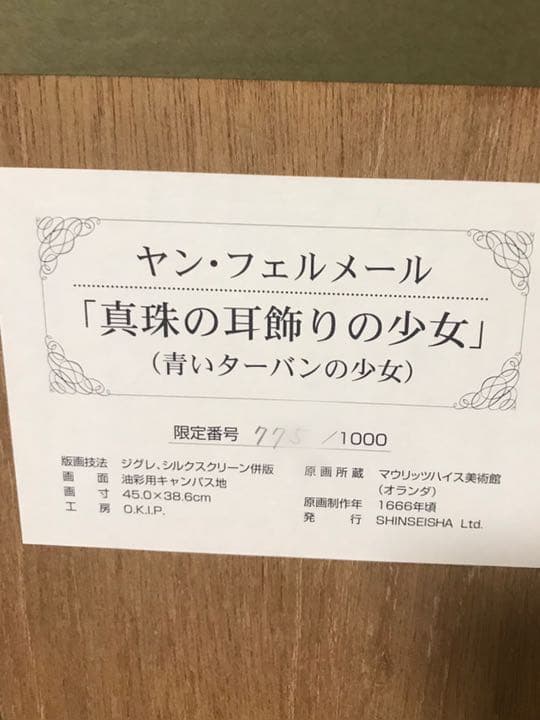 ヤン・フェルメール
「真珠の耳飾りの少女」
（青いターバンの少女）
限定番号 775 /1000
版画技法 ジグレ、シルクスクリーン併版
画面 油彩用キャンバス地
画寸 45.0×38.6cm
工房 O.K.I.P.
原画所蔵 マウリッツハイス美術館
（オランダ）
原画制作年 1666年頃
発行 SHINSEISHA Ltd.